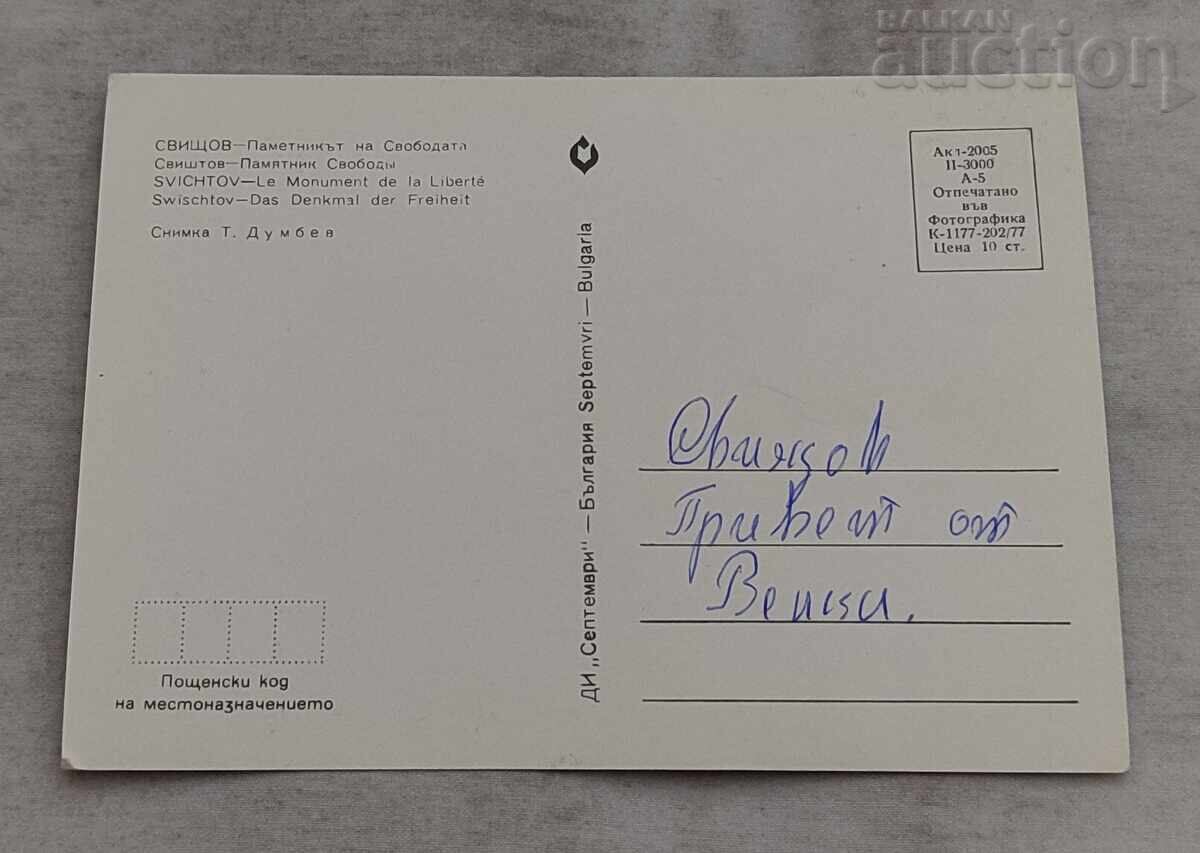 BALKAN
auction
СВИЩОВ—Паметникът на Свободата
Свиштов—Памятник Свободы
SVICHTOV—Le Monument de la Liberté
Swischtov—Das Denkmal der Freiheit
Снимка Т. Думбев
ДИ „Септември" — България Septemvri — Bulgaria
Акл-2005
II-3000
А-5
Отпечатано
във
Фотографика
К-1177-202/77
Цена 10 ст.
Свищов
Привет от
Пощенски код
на местоназначението